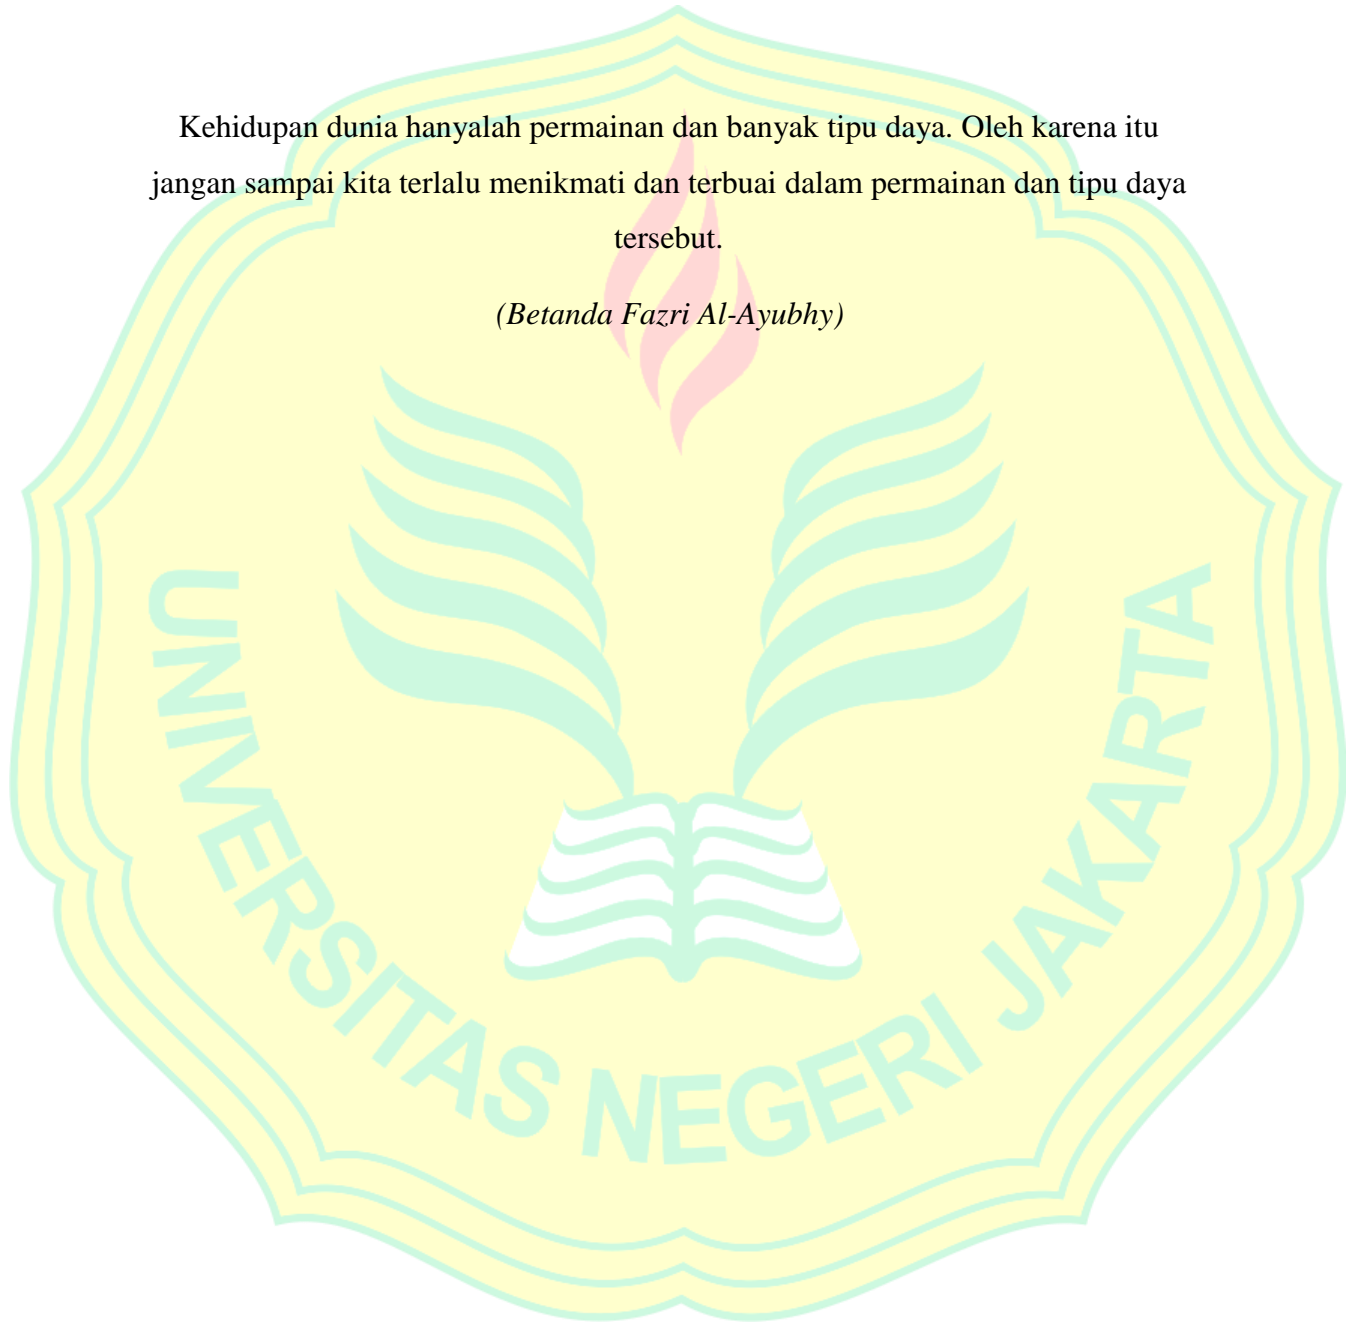 Kehidupan dunia hanyalah permainan dan banyak tipu daya. Oleh karena itu
jangan sampai kita terlalu menikmati dan terbuai dalam permainan dan tipu daya
tersebut.
(Betanda Fazri Al-Ayubhy)
UNIVERSITAS NEGERI JAKARTA